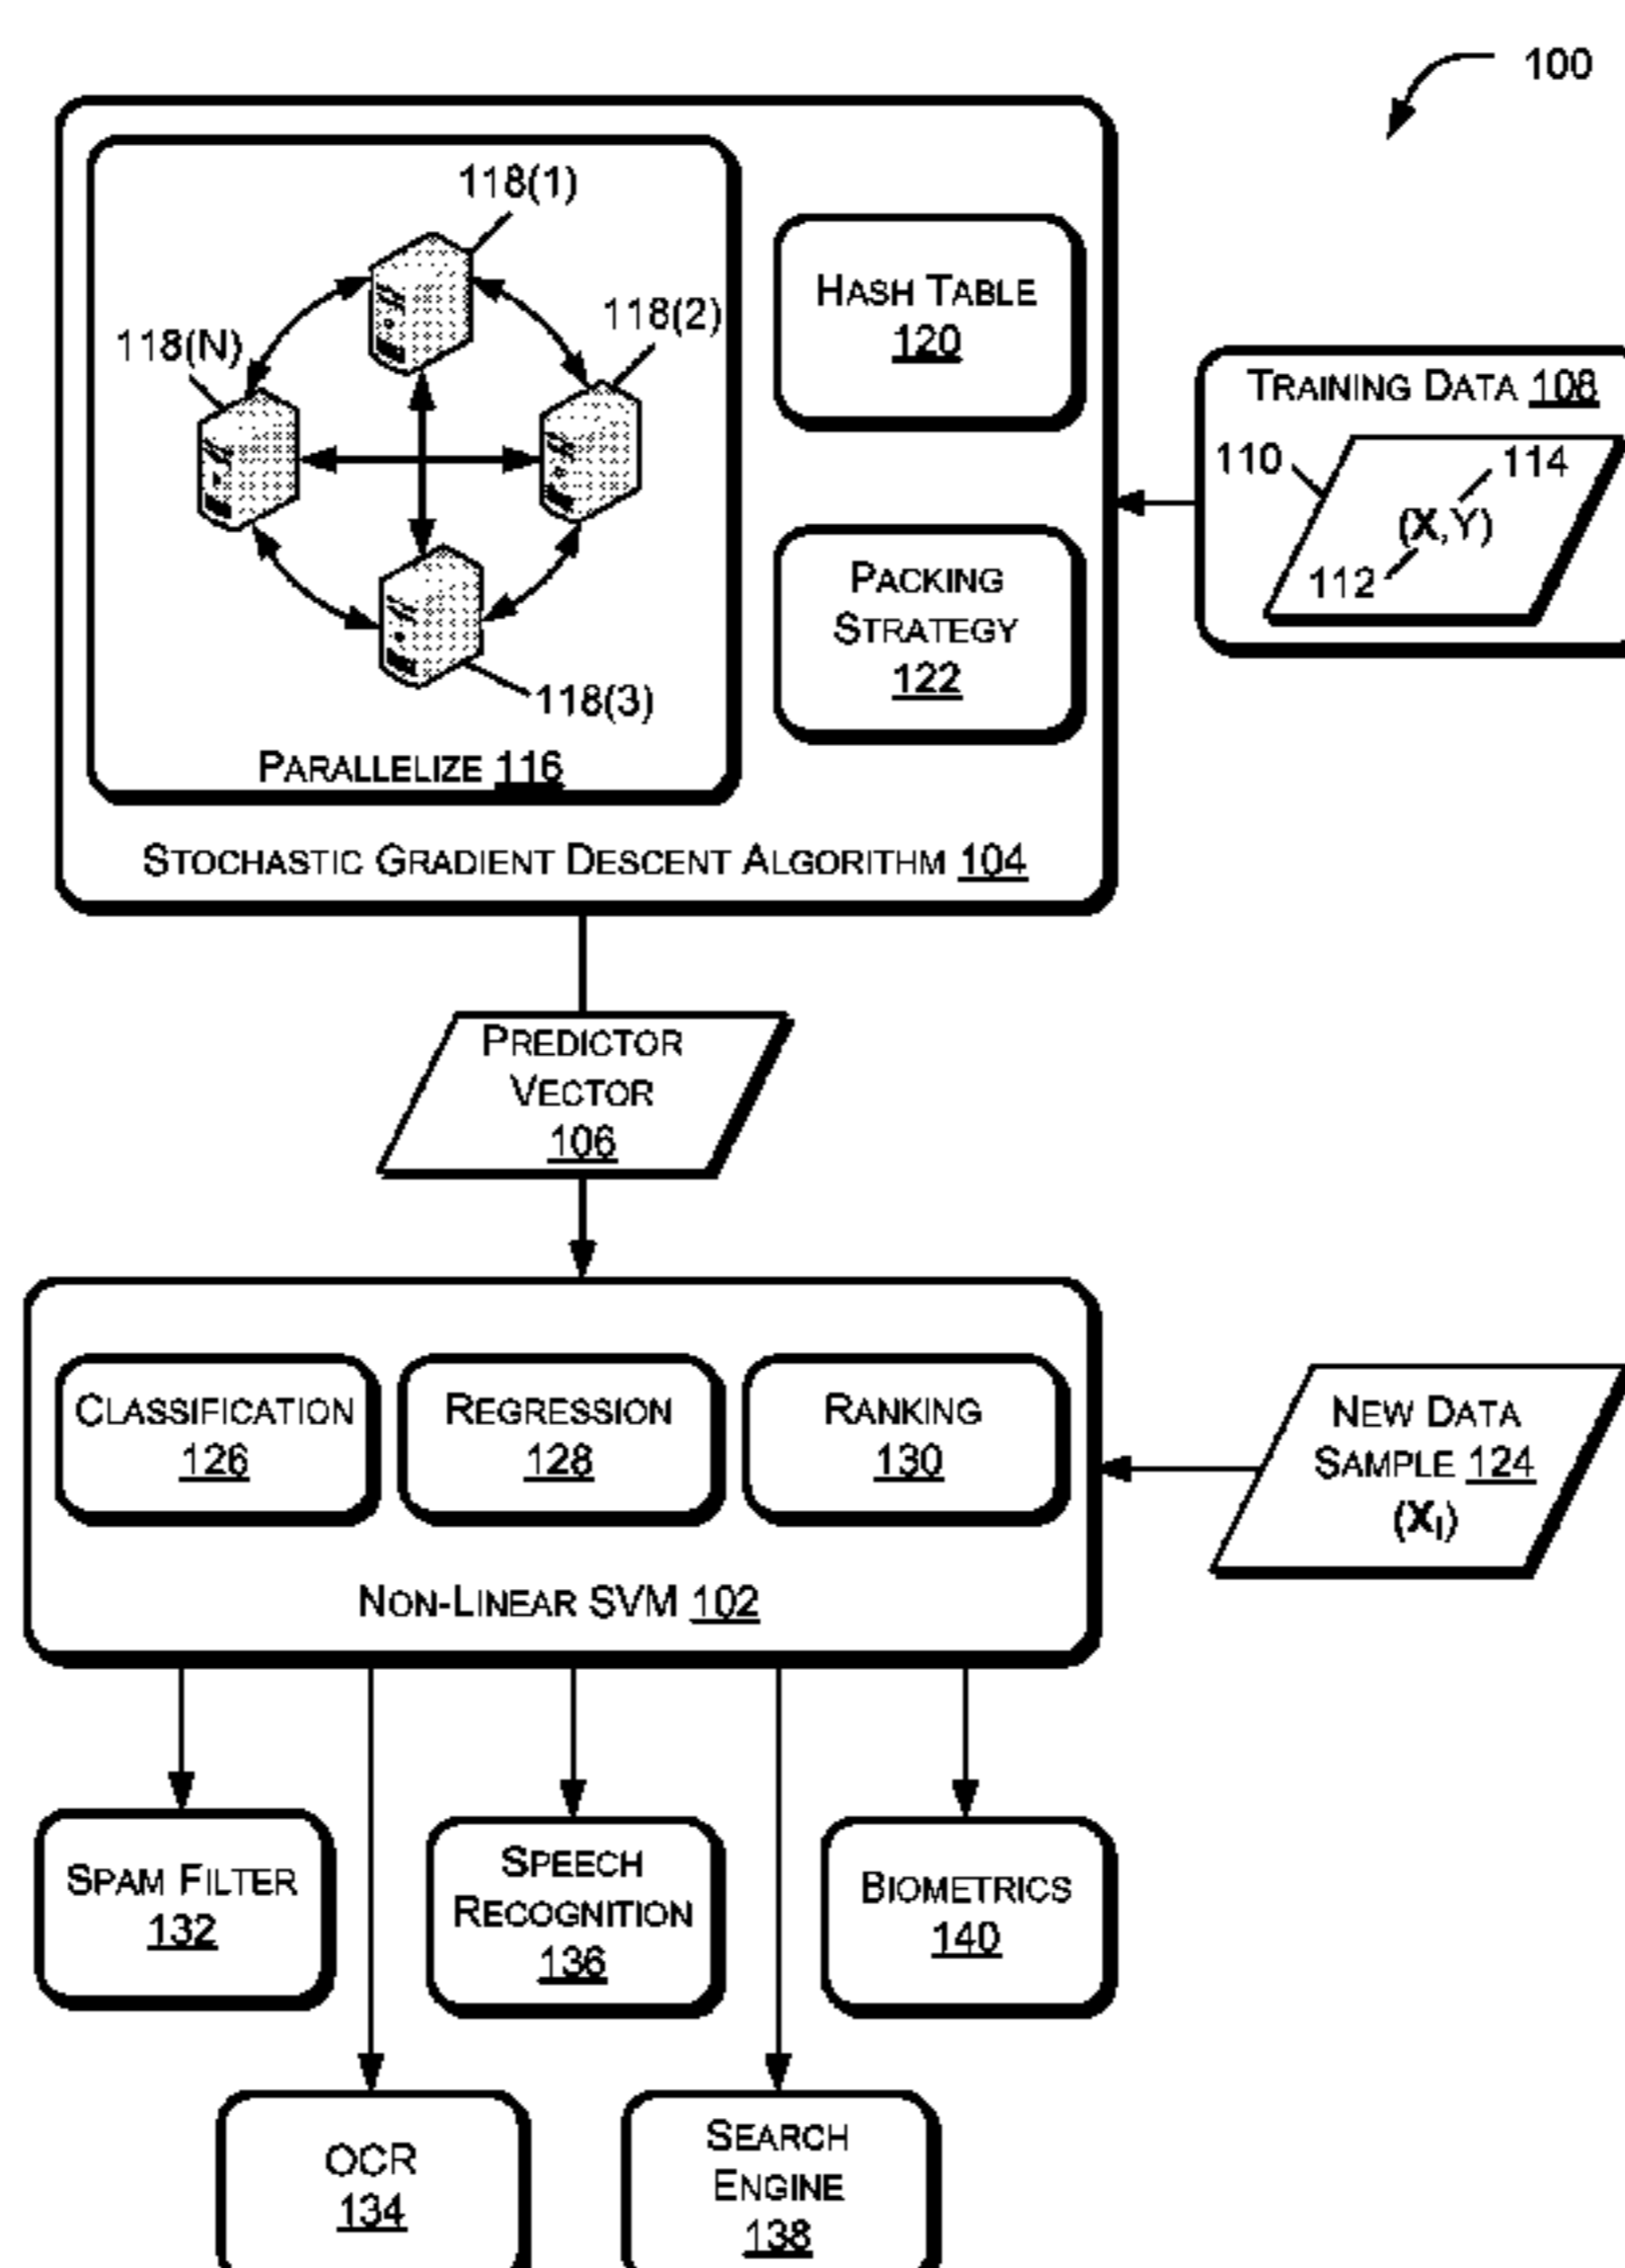 100
118(1)
118(2)
118(N)
118(3)
PARALLELIZE 116
HASH TABLE
120
PACKING
STRATEGY
122
STOCHASTIC GRADIENT DESCENT ALGORITHM 104
TRAINING DATA 108
110
114
(X,Y)
112
PREDICTOR
VECTOR
106
CLASSIFICATION
126
REGRESSION
128
RANKING
130
NON-LINEAR SVM 102
NEW DATA
SAMPLE 124
(XI)
SPAM FILTER
132
SPEECH
RECOGNITION
136
BIOMETRICS
140
OCR
134
SEARCH
ENGINE
138